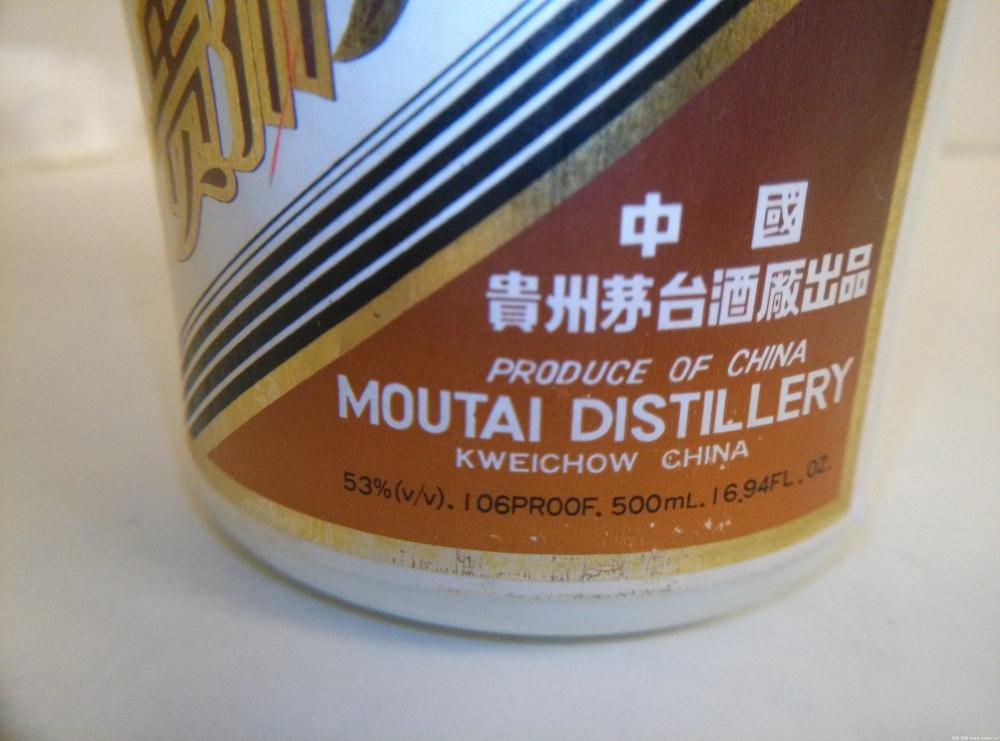 中國
貴州茅台酒厰出品
PRODUCE OF CHINA
MOUTAI DISTILLERY
KWEICHOW CHINA
53%(v/v). 106PROOF. 500mL. 16.94FL. OZ.